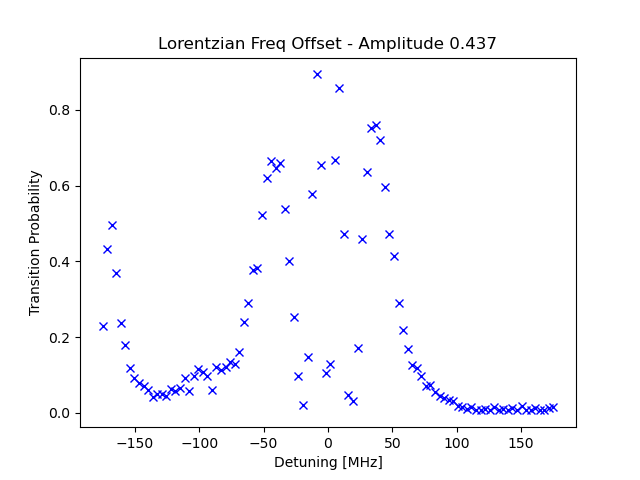 Lorentzian Freq Offset - Amplitude 0.437
Transition Probability
0.8
0.6
0.4
0.2
0.0
−150 −100 −50 0 50 100 150
Detuning [MHz]